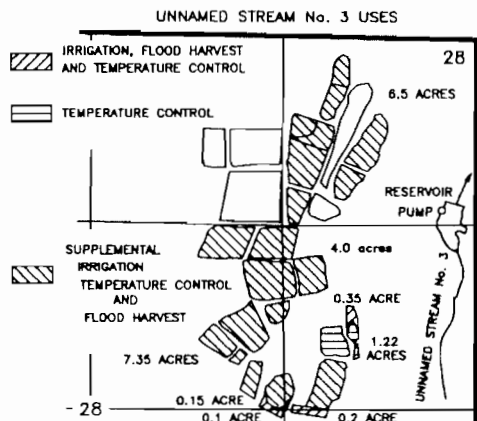 UNNAMED STREAM No. 3 USES
IRRIGATION, FLOOD HARVEST
AND TEMPERATURE CONTROL
28
6.5 ACRES
TEMPERATURE CONTROL
RESERVOIR
PUMP
SUPPLEMENTAL
IRRIGATION
TEMPERATURE CONTROL
AND
FLOOD HARVEST
4.0 acres
0.35 ACRE
1.22
ACRES
7.35 ACRES
UNNAMED STREAM No. 3
0.15 ACRE
- 28
0.1 ACRE
0.2 ACRE